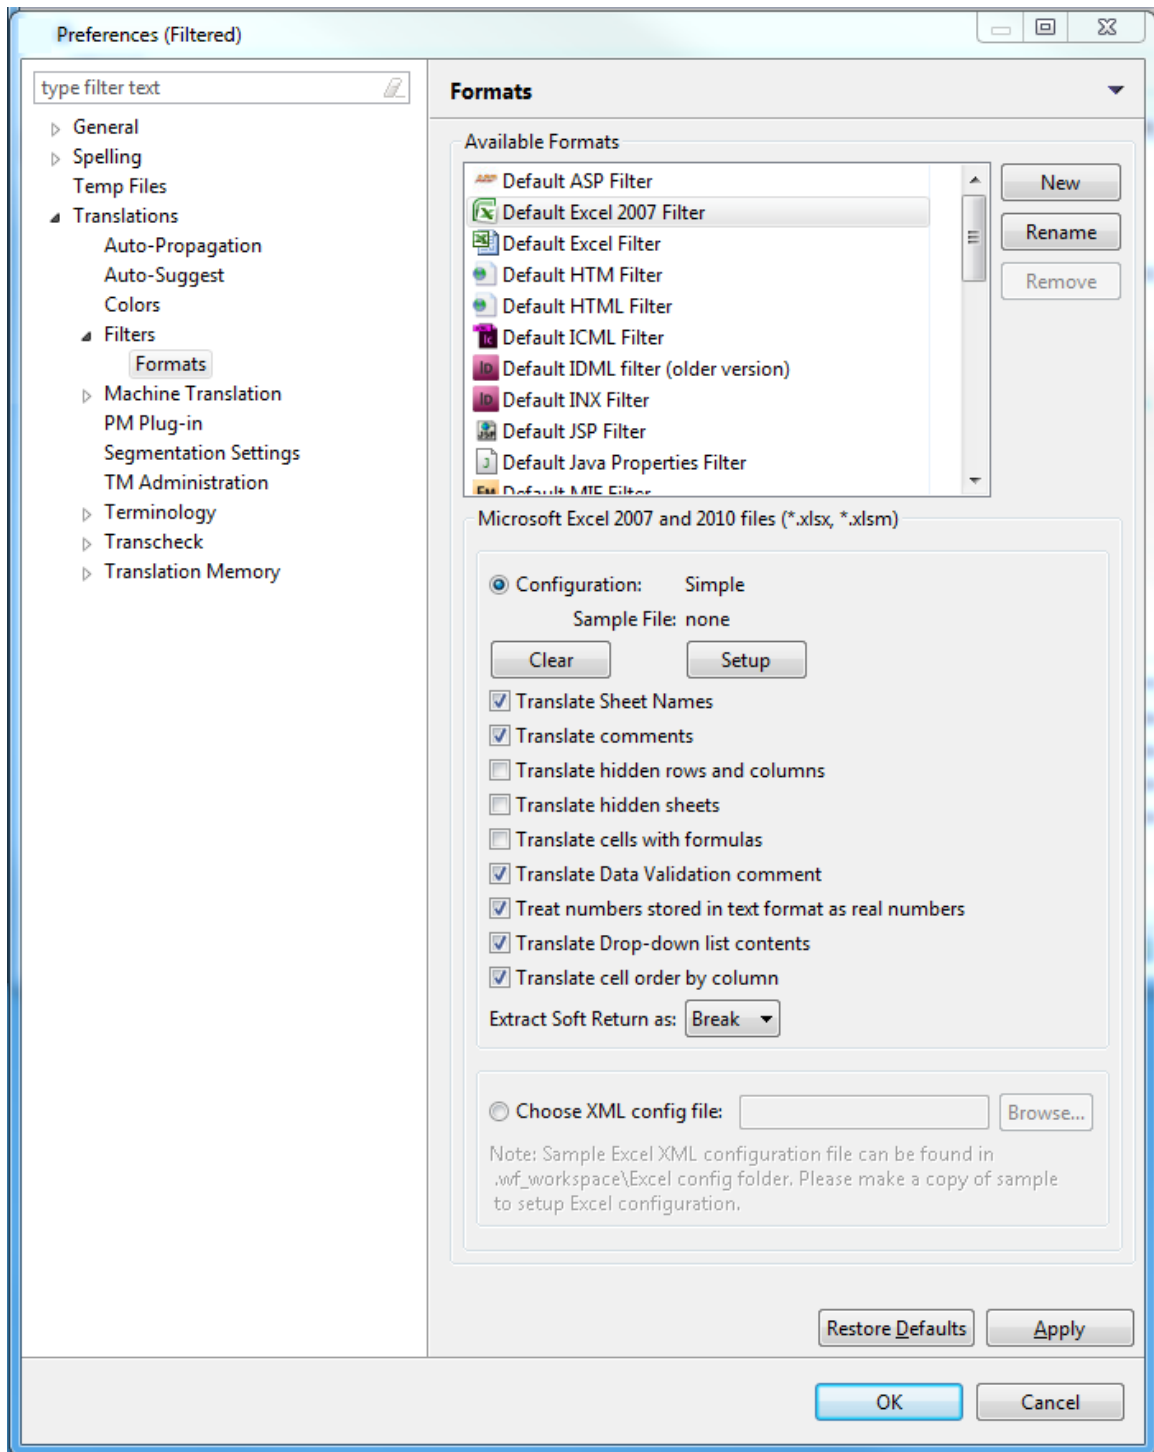 Preferences (Filtered)
type filter text
General
Spelling
Temp Files
Translations
Auto-Propagation
Auto-Suggest
Colors
Filters
Formats
Machine Translation
PM Plug-in
Segmentation Settings
TM Administration
Terminology
Transcheck
Translation Memory
Formats
Available Formats
Default ASP Filter
Default Excel 2007 Filter
Default Excel Filter
Default HTM Filter
Default HTML Filter
Default ICML Filter
Default IDML filter (older version)
Default INX Filter
Default JSP Filter
Default Java Properties Filter
Default MIF Filter
New
Rename
Remove
Microsoft Excel 2007 and 2010 files (*.xlsx, *.xlsm)
Configuration: Simple
Sample File: none
Clear Setup
Translate Sheet Names
Translate comments
Translate hidden rows and columns
Translate hidden sheets
Translate cells with formulas
Translate Data Validation comment
Treat numbers stored in text format as real numbers
Translate Drop-down list contents
Translate cell order by column
Extract Soft Return as: Break
Choose XML config file: Browse...
Note: Sample Excel XML configuration file can be found in
.wf_workspace\Excel config folder. Please make a copy of sample
to setup Excel configuration.
Restore Defaults Apply
OK Cancel